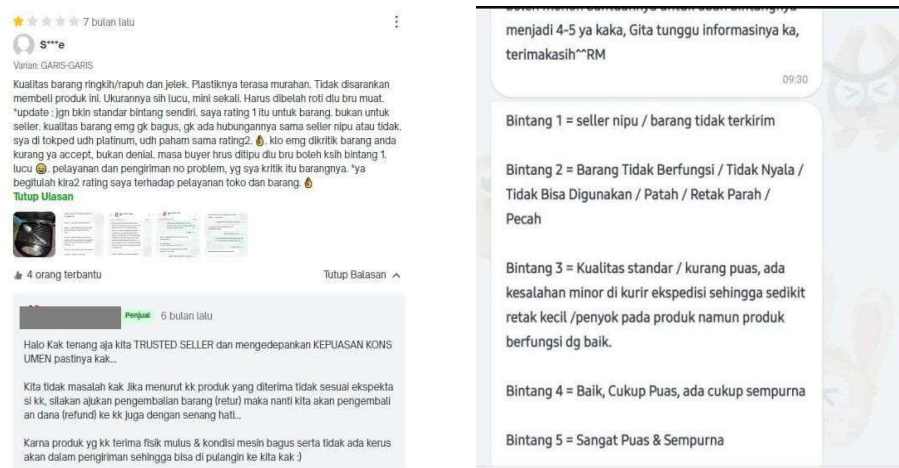 7 bulan lalu
S***e
Varian: GARIS-GARIS
Kualitas barang ringkih/rapuh dan jelek. Plastiknya terasa murahan. Tidak disarankan
membeli produk ini. Ukurannya sih lucu, mini sekali. Harus dibelah roti dlu bru muat.
*update : jgn bkin standar bintang sendiri. saya rating 1 itu untuk barang. bukan untuk
seller. kualitas barang emg gk bagus, gk ada hubungannya sama seller nipu atau tidak.
sya di tokped udh platinum, udh paham sama rating2. 👌. klo emg dikritik barang anda
kurang ya accept, bukan denial. masa buyer hrus ditipu dlu bru boleh ksih bintang 1.
lucu 😂. pelayanan dan pengiriman no problem, yg sya kritik itu barangnya. *ya
begitulah kira2 rating saya terhadap pelayanan toko dan barang. 👌
Tutup Ulasan
4 orang terbantu
Tutup Balasan
Penjual 6 bulan lalu
Halo Kak tenang aja kita TRUSTED SELLER dan mengedepankan KEPUASAN KONS
UMEN pastinya kak...
Kita tidak masalah kak Jika menurut kk produk yang diterima tidak sesuai ekspekta
si kk, silakan ajukan pengembalian barang (retur) maka nanti kita akan pengembali
an dana (refund) ke kk juga dengan senang hati...
Karna produk yg kk terima fisik mulus & kondisi mesin bagus serta tidak ada kerus
akan dalam pengiriman sehingga bisa di pulangin ke kita kak :)
menjadi 4-5 ya kaka, Gita tunggu informasinya ka,
terimakasih^^RM
09:30
Bintang 1 = seller nipu / barang tidak terkirim
Bintang 2 = Barang Tidak Berfungsi / Tidak Nyala /
Tidak Bisa Digunakan / Patah / Retak Parah /
Pecah
Bintang 3 = Kualitas standar / kurang puas, ada
kesalahan minor di kurir ekspedisi sehingga sedikit
retak kecil /penyok pada produk namun produk
berfungsi dg baik.
Bintang 4 = Baik, Cukup Puas, ada cukup sempurna
Bintang 5 = Sangat Puas & Sempurna